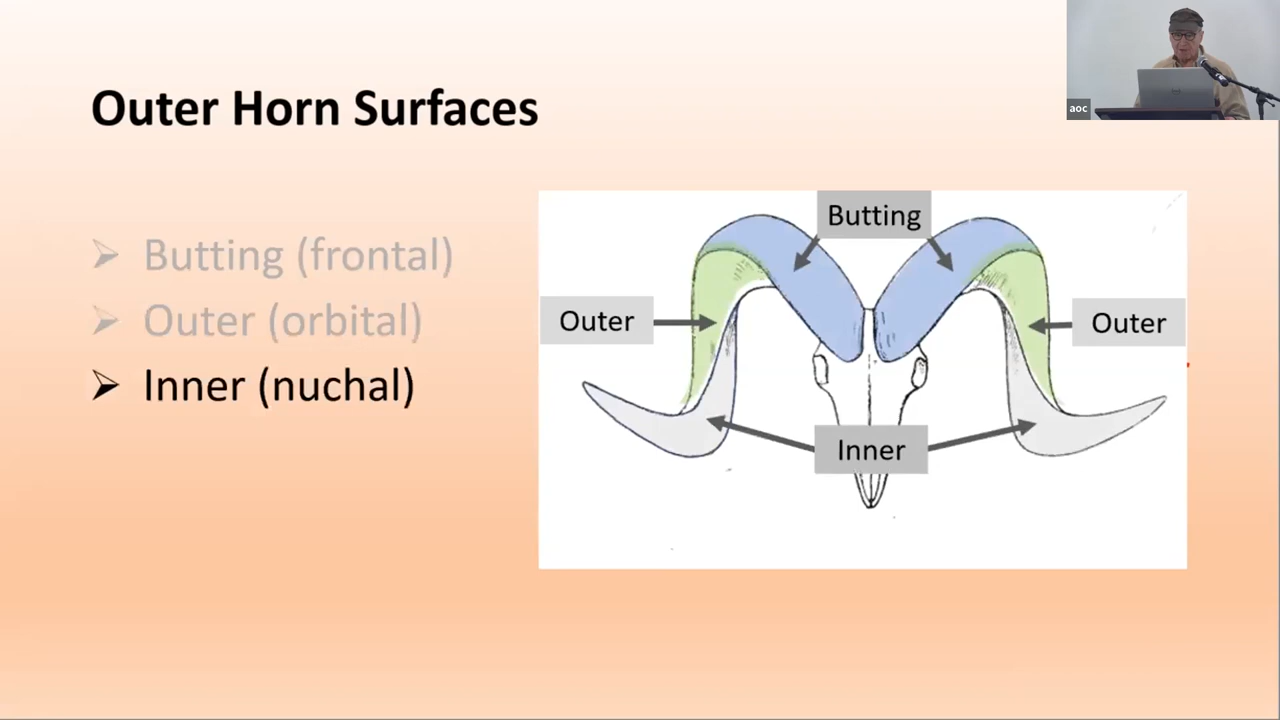 aoc
Outer Horn Surfaces
Butting (frontal)
Outer (orbital)
Inner (nuchal)
Butting
Outer
Outer
Inner